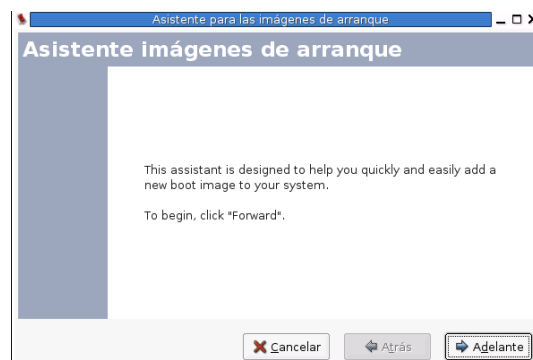 Asistente para las imágenes de arranque
Asistente imágenes de arranque
This assistant is designed to help you quickly and easily add a
new boot image to your system.
To begin, click "Forward".
Cancelar
Atrás
Adelante